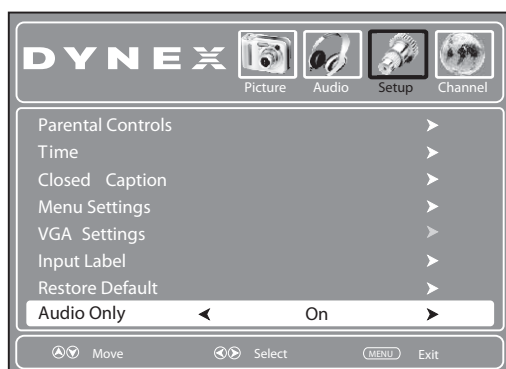 DYNEX
Picture Audio Setup Channel
Parental Controls
Time
Closed Caption
Menu Settings
VGA Settings
Input Label
Restore Default
Audio Only On
Move Select MENU Exit